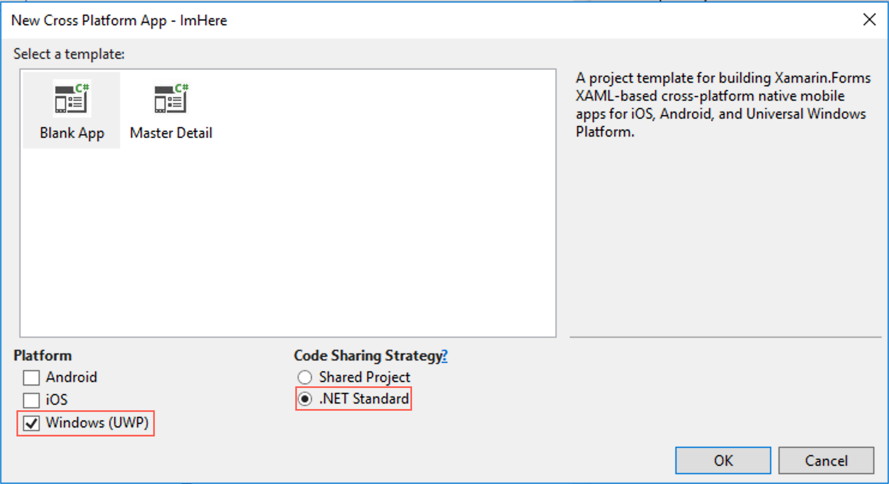 New Cross Platform App - ImHere
Select a template:
C#
Blank App
C#
Master Detail
A project template for building Xamarin.Forms
XAML-based cross-platform native mobile
apps for iOS, Android, and Universal Windows
Platform.
Platform
Android
iOS
Windows (UWP)
Code Sharing Strategy?
Shared Project
.NET Standard
OK
Cancel